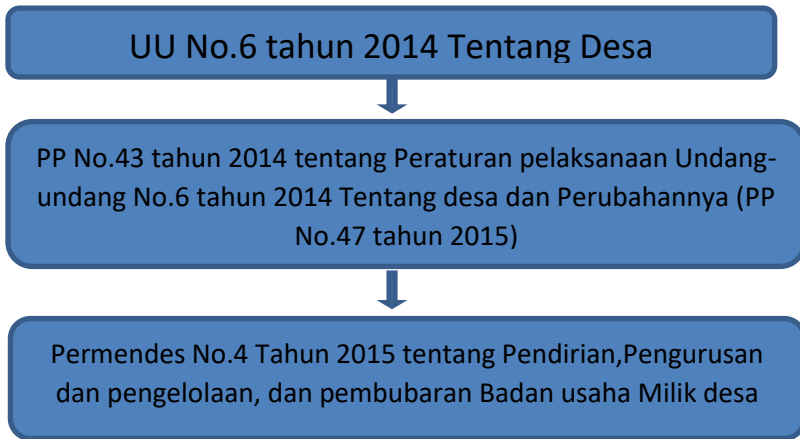 UU No.6 tahun 2014 Tentang Desa
PP No.43 tahun 2014 tentang Peraturan pelaksanaan Undang-
undang No.6 tahun 2014 Tentang desa dan Perubahannya (PP
No.47 tahun 2015)
Permendes No.4 Tahun 2015 tentang Pendirian,Pengurusan
dan pengelolaan, dan pembubaran Badan usaha Milik desa